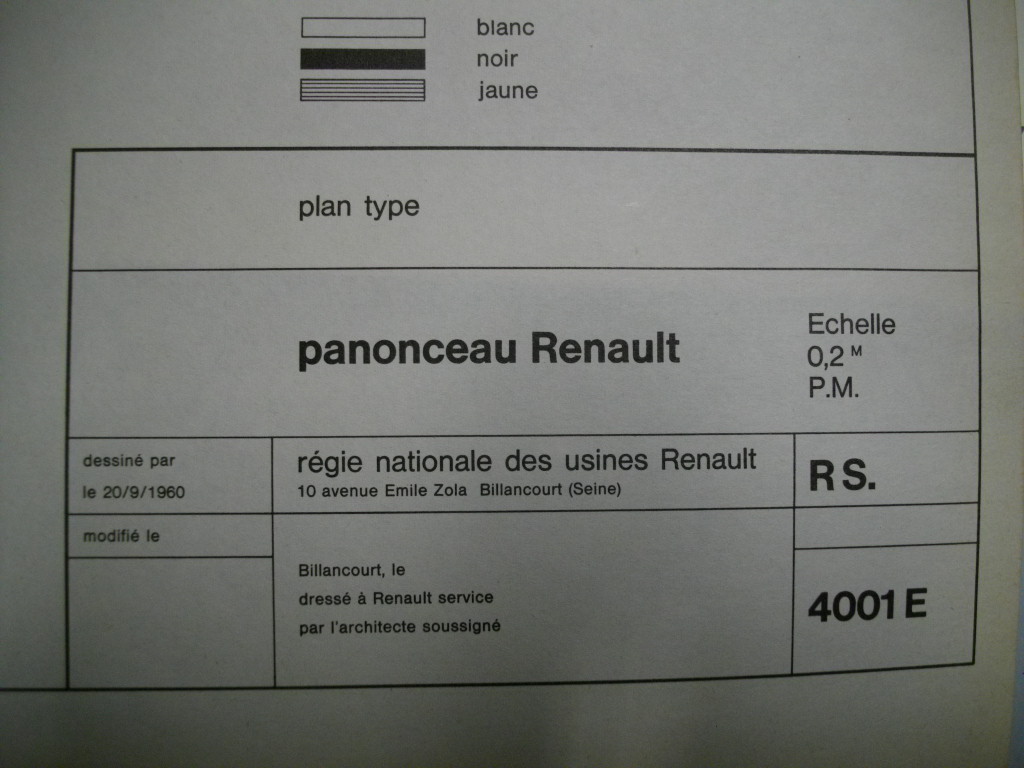 blanc
noir
jaune
plan type
panonceau Renault
Echelle
0,2 M
P.M.
dessiné par
le 20/9/1960
régie nationale des usines Renault
10 avenue Emile Zola Billancourt (Seine)
RS.
modifié le
Billancourt, le
dressé à Renault service
par l'architecte soussigné
4001 E